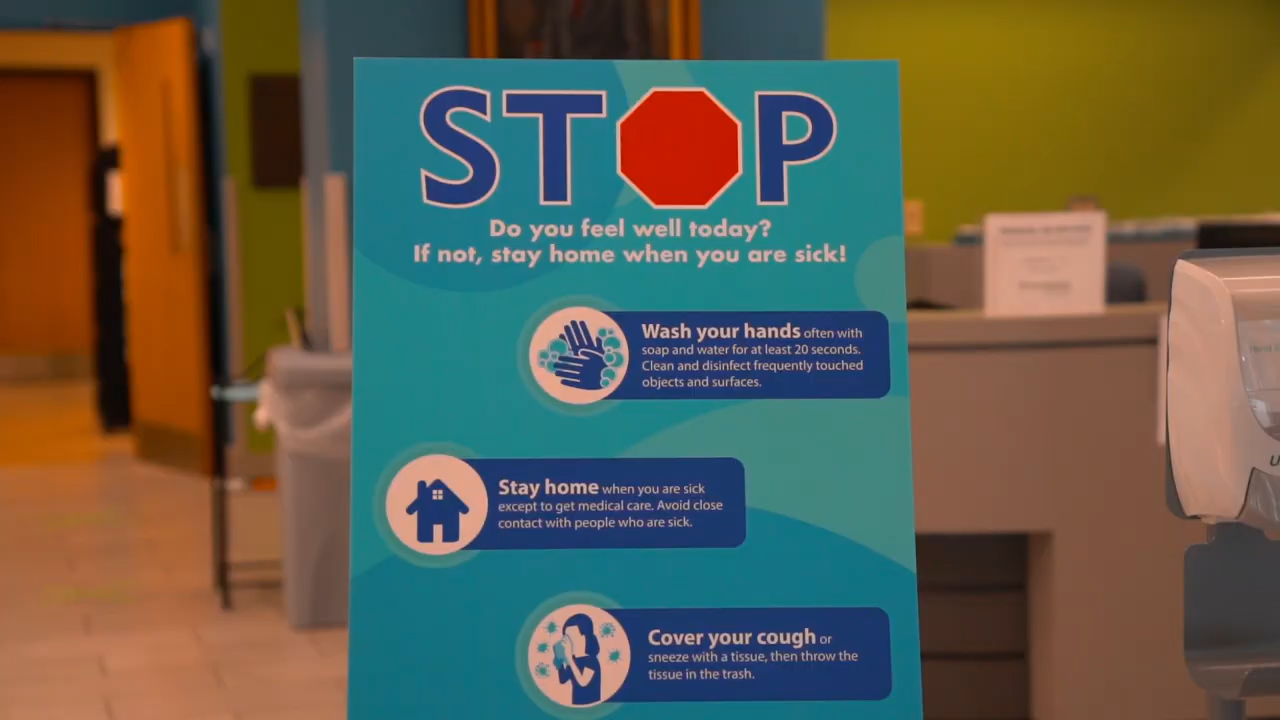 STOP
Do you feel well today?
If not, stay home when you are sick!
Wash your hands often with
soap and water for at least 20 seconds.
Clean and disinfect frequently touched
objects and surfaces.
Stay home when you are sick
except to get medical care. Avoid close
contact with people who are sick.
Cover your cough or
sneeze with a tissue, then throw the
tissue in the trash.